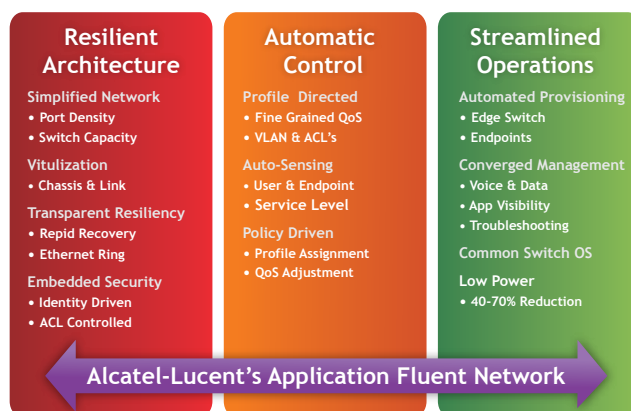 Resilient
Architecture
Simplified Network
• Port Density
• Switch Capacity
Vitulization
• Chassis & Link
Transparent Resiliency
• Repid Recovery
• Ethernet Ring
Embedded Security
• Identity Driven
• ACL Controlled
Automatic
Control
Profile Directed
• Fine Grained QoS
• VLAN & ACL's
Auto-Sensing
• User & Endpoint
• Service Level
Policy Driven
• Profile Assignment
• QoS Adjustment
Streamlined
Operations
Automated Provisioning
• Edge Switch
• Endpoints
Converged Management
• Voice & Data
• App Visibility
• Troubleshooting
Common Switch OS
Low Power
• 40-70% Reduction
Alcatel-Lucent's Application Fluent Network